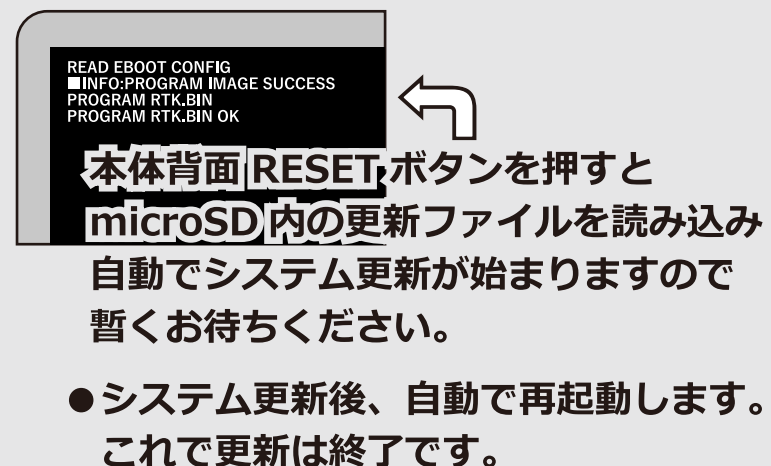 READ EBOOT CONFIG
■INFO:PROGRAM IMAGE SUCCESS
PROGRAM RTK.BIN
PROGRAM RTK.BIN OK
本体背面 RESET ボタンを押すと
microSD 内の更新ファイルを読み込み
自動でシステム更新が始まりますので
暫くお待ちください。
●システム更新後、自動で再起動します。
これで更新は終了です。